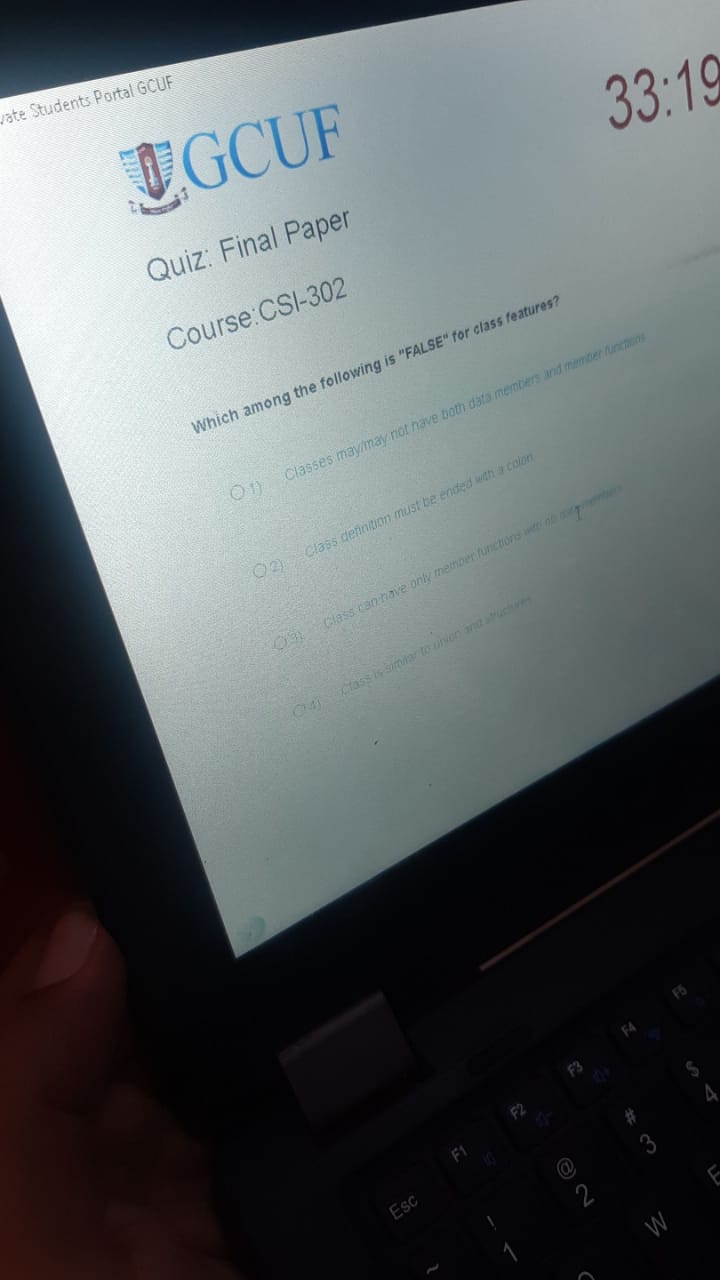 vate Students Portal GCUF
33:19
GCUF
Quiz: Final Paper
Course:CSI-302
Which among the following is "FALSE" for class features?
1) Classes may/may not have both data members and member functions
2) Class definition must be ended with a colon
3) Class can have only member functions with no data members
4) Class is similar to union and structures
F5
F4
F3
F2
F1
Esc
$
4
#
3
@
2
!
1
~
W
E